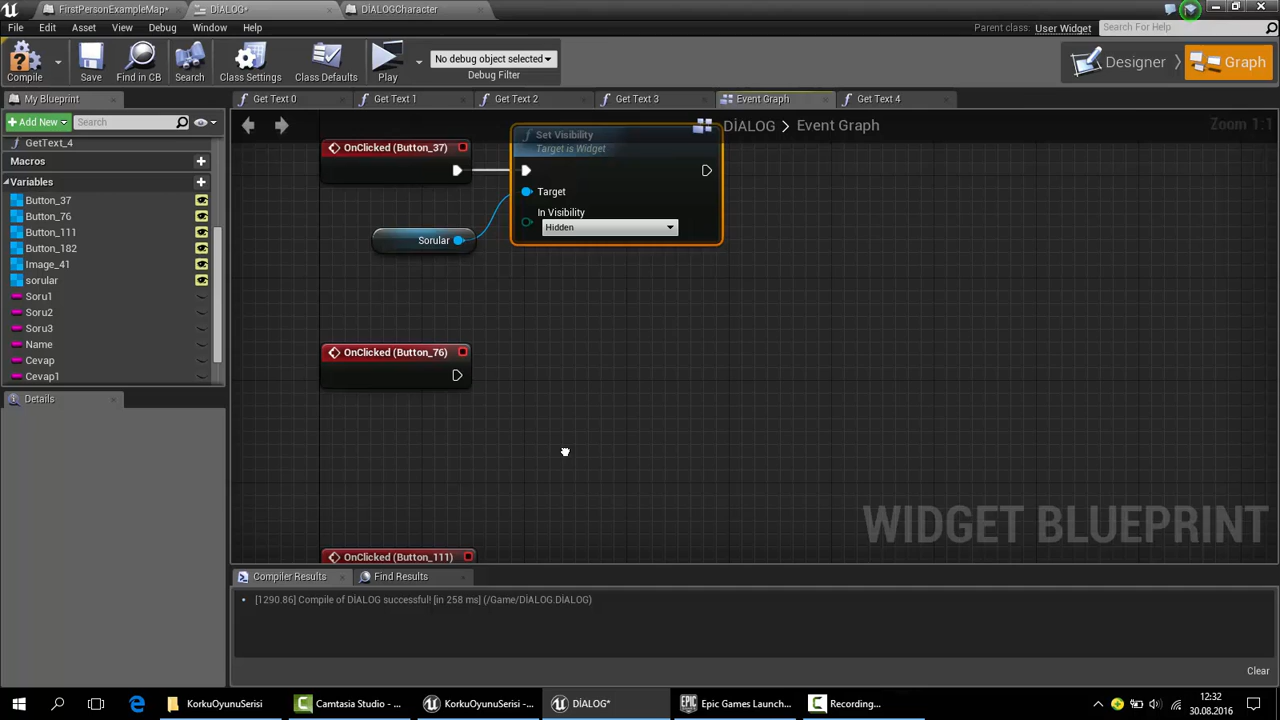 FirstPersonExampleMap*
DİALOG*
DİALOGCharacter
File Edit Asset View Debug Window Help
Parent class: User Widget
Search For Help
Compile
Save
Find in CB
Search
Class Settings
Class Defaults
Play
No debug object selected
Debug Filter
Designer
Graph
My Blueprint
Get Text 0
Get Text 1
Get Text 2
Get Text 3
Event Graph
Get Text 4
Add New
Search
DİALOG > Event Graph
Zoom 1:1
GetText_4
Macros
Variables
Button_37
Button_76
Button_111
Button_182
Image_41
sorular
Soru1
Soru2
Soru3
Name
Cevap
Cevap1
Details
OnClicked (Button_37)
Set Visibility
Target is Widget
Target
In Visibility
Hidden
Sorular
OnClicked (Button_76)
OnClicked (Button_111)
WIDGET BLUEPRINT
Compiler Results
Find Results
[1290.86] Compile of DİALOG successful! [in 258 ms] (/Game/DİALOG.DİALOG)
Clear
KorkuOyunuSerisi
Camtasia Studio - ...
KorkuOyunuSerisi -...
DİALOG*
Epic Games Launch...
Recording...
12:32
30.08.2016